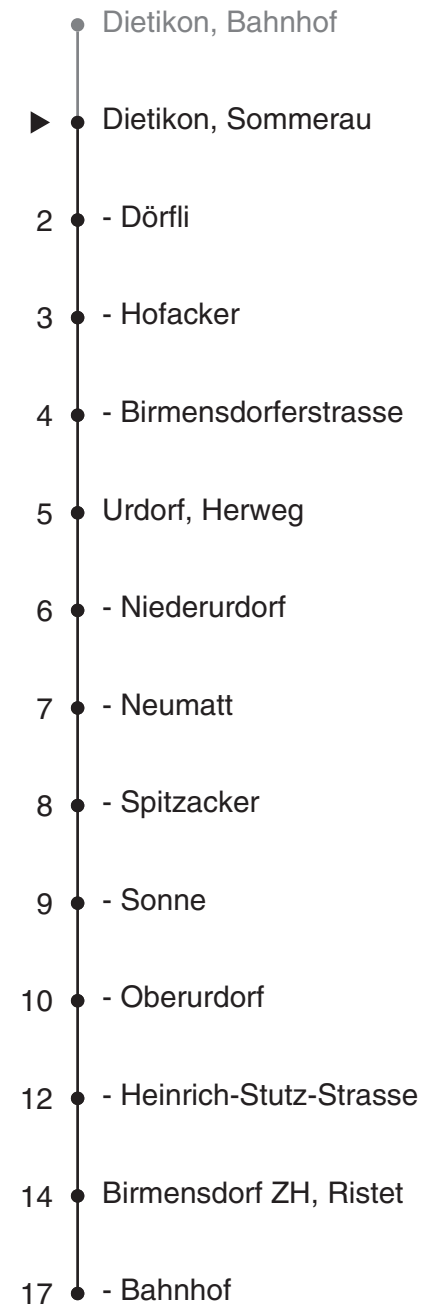 Dietikon, Bahnhof
Dietikon, Sommerau
2 - Dörfli
3 - Hofacker
4 - Birmensdorferstrasse
5 Urdorf, Herweg
6 - Niederurdorf
7 - Neumatt
8 - Spitzacker
9 - Sonne
10 - Oberurdorf
12 - Heinrich-Stutz-Strasse
14 Birmensdorf ZH, Ristet
17 - Bahnhof